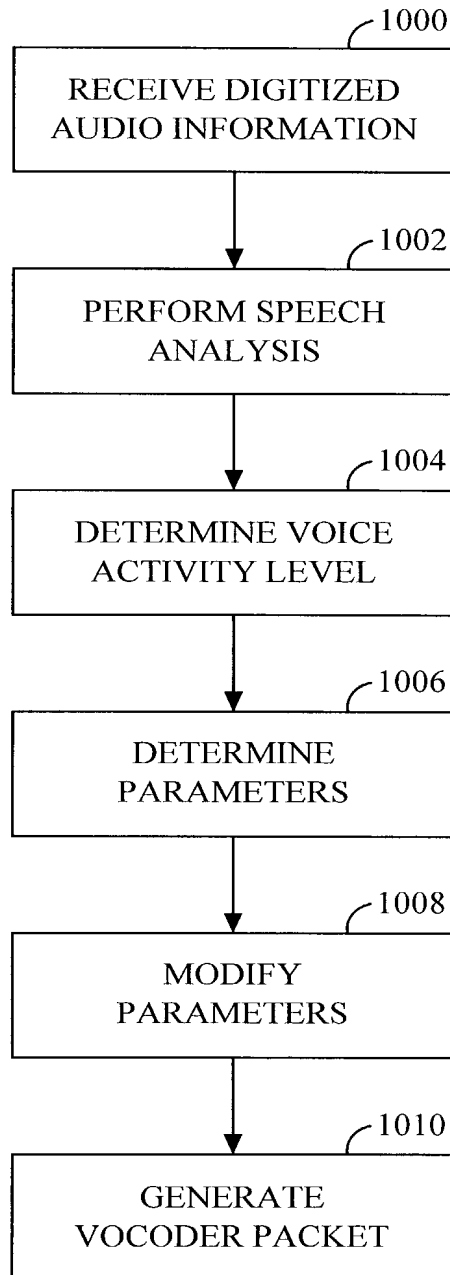 1000
RECEIVE DIGITIZED
AUDIO INFORMATION
1002
PERFORM SPEECH
ANALYSIS
1004
DETERMINE VOICE
ACTIVITY LEVEL
1006
DETERMINE
PARAMETERS
1008
MODIFY
PARAMETERS
1010
GENERATE
VOCODER PACKET